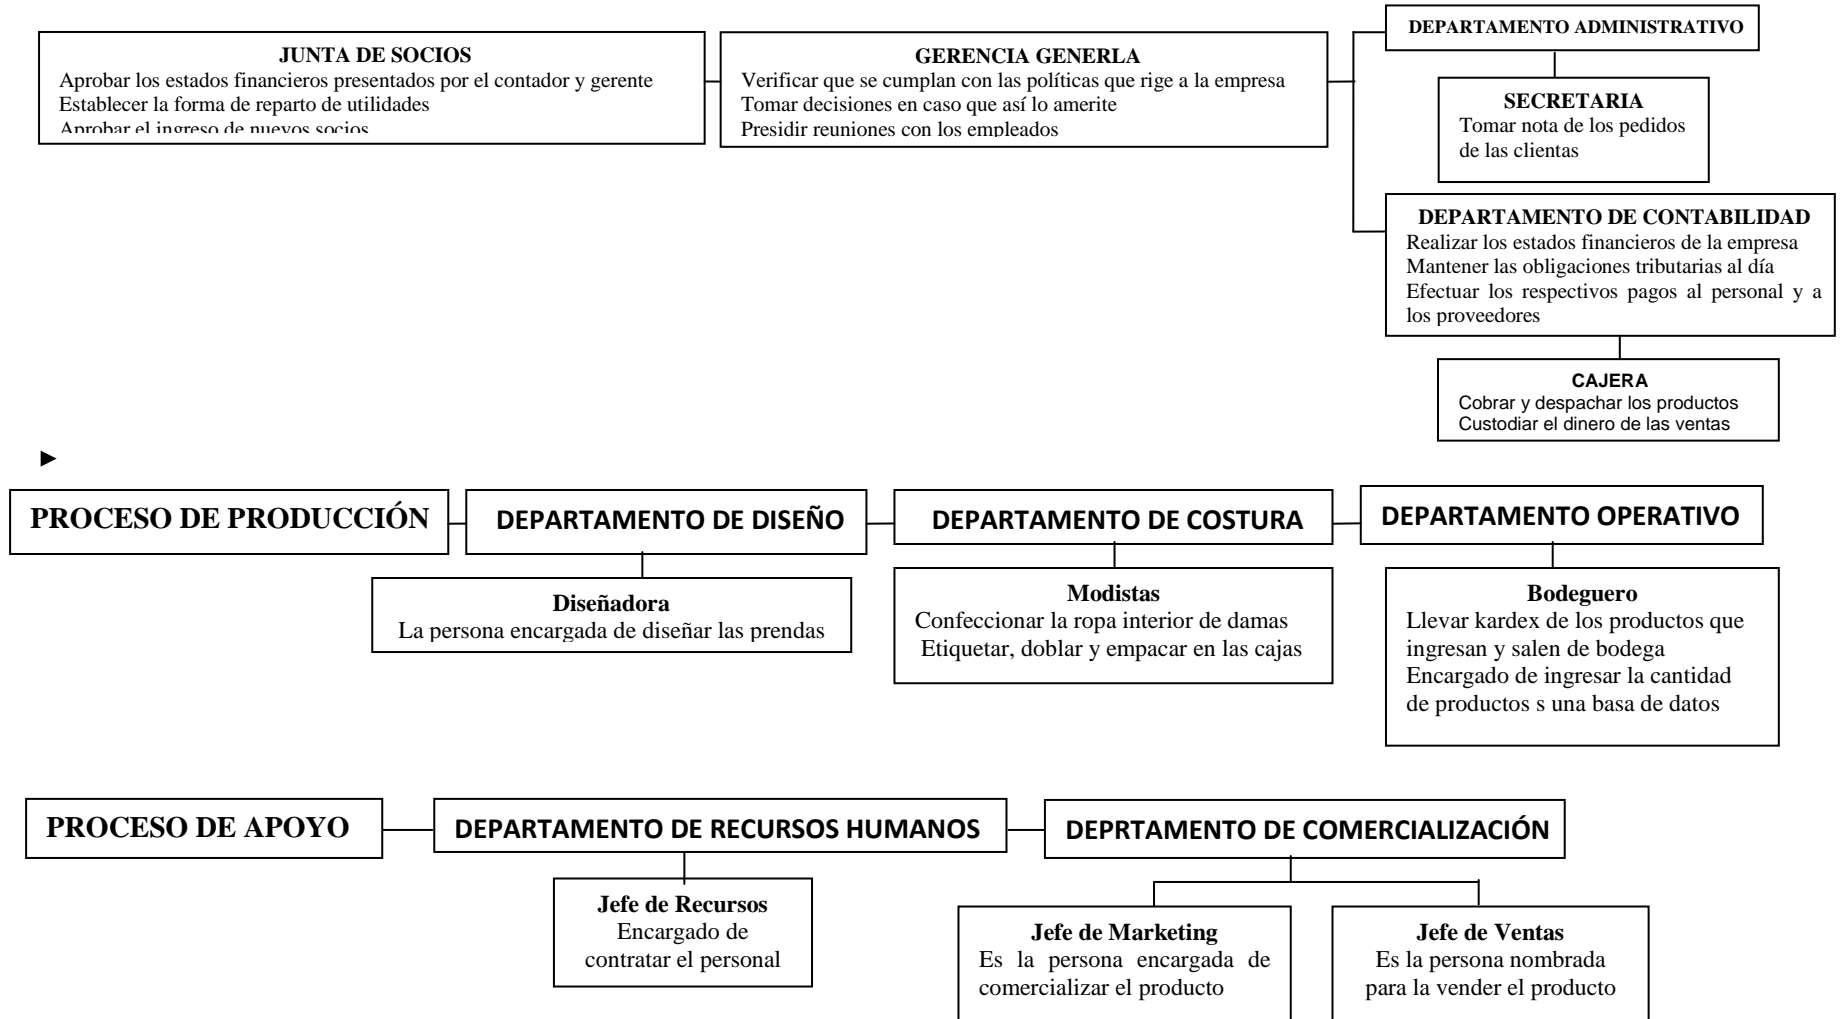 JUNTA DE SOCIOS
Aprobar los estados financieros presentados por el contador y gerente
Establecer la forma de reparto de utilidades
Aprobar el ingreso de nuevos socios
GERENCIA GENERLA
Verificar que se cumplan con las políticas que rige a la empresa
Tomar decisiones en caso que así lo amerite
Presidir reuniones con los empleados
DEPARTAMENTO ADMINISTRATIVO
SECRETARIA
Tomar nota de los pedidos
de las clientas
DEPARTAMENTO DE CONTABILIDAD
Realizar los estados financieros de la empresa
Mantener las obligaciones tributarias al día
Efectuar los respectivos pagos al personal y a
los proveedores
CAJERA
Cobrar y despachar los productos
Custodiar el dinero de las ventas
►
PROCESO DE PRODUCCIÓN
DEPARTAMENTO DE DISEÑO
DEPARTAMENTO DE COSTURA
DEPARTAMENTO OPERATIVO
Diseñadora
La persona encargada de diseñar las prendas
Modistas
Confeccionar la ropa interior de damas
Etiquetar, doblar y empacar en las cajas
Bodeguero
Llevar kardex de los productos que
ingresan y salen de bodega
Encargado de ingresar la cantidad
de productos s una basa de datos
PROCESO DE APOYO
DEPARTAMENTO DE RECURSOS HUMANOS
DEPRTAMENTO DE COMERCIALIZACIÓN
Jefe de Recursos
Encargado de
contratar el personal
Jefe de Marketing
Es la persona encargada de
comercializar el producto
Jefe de Ventas
Es la persona nombrada
para la vender el producto